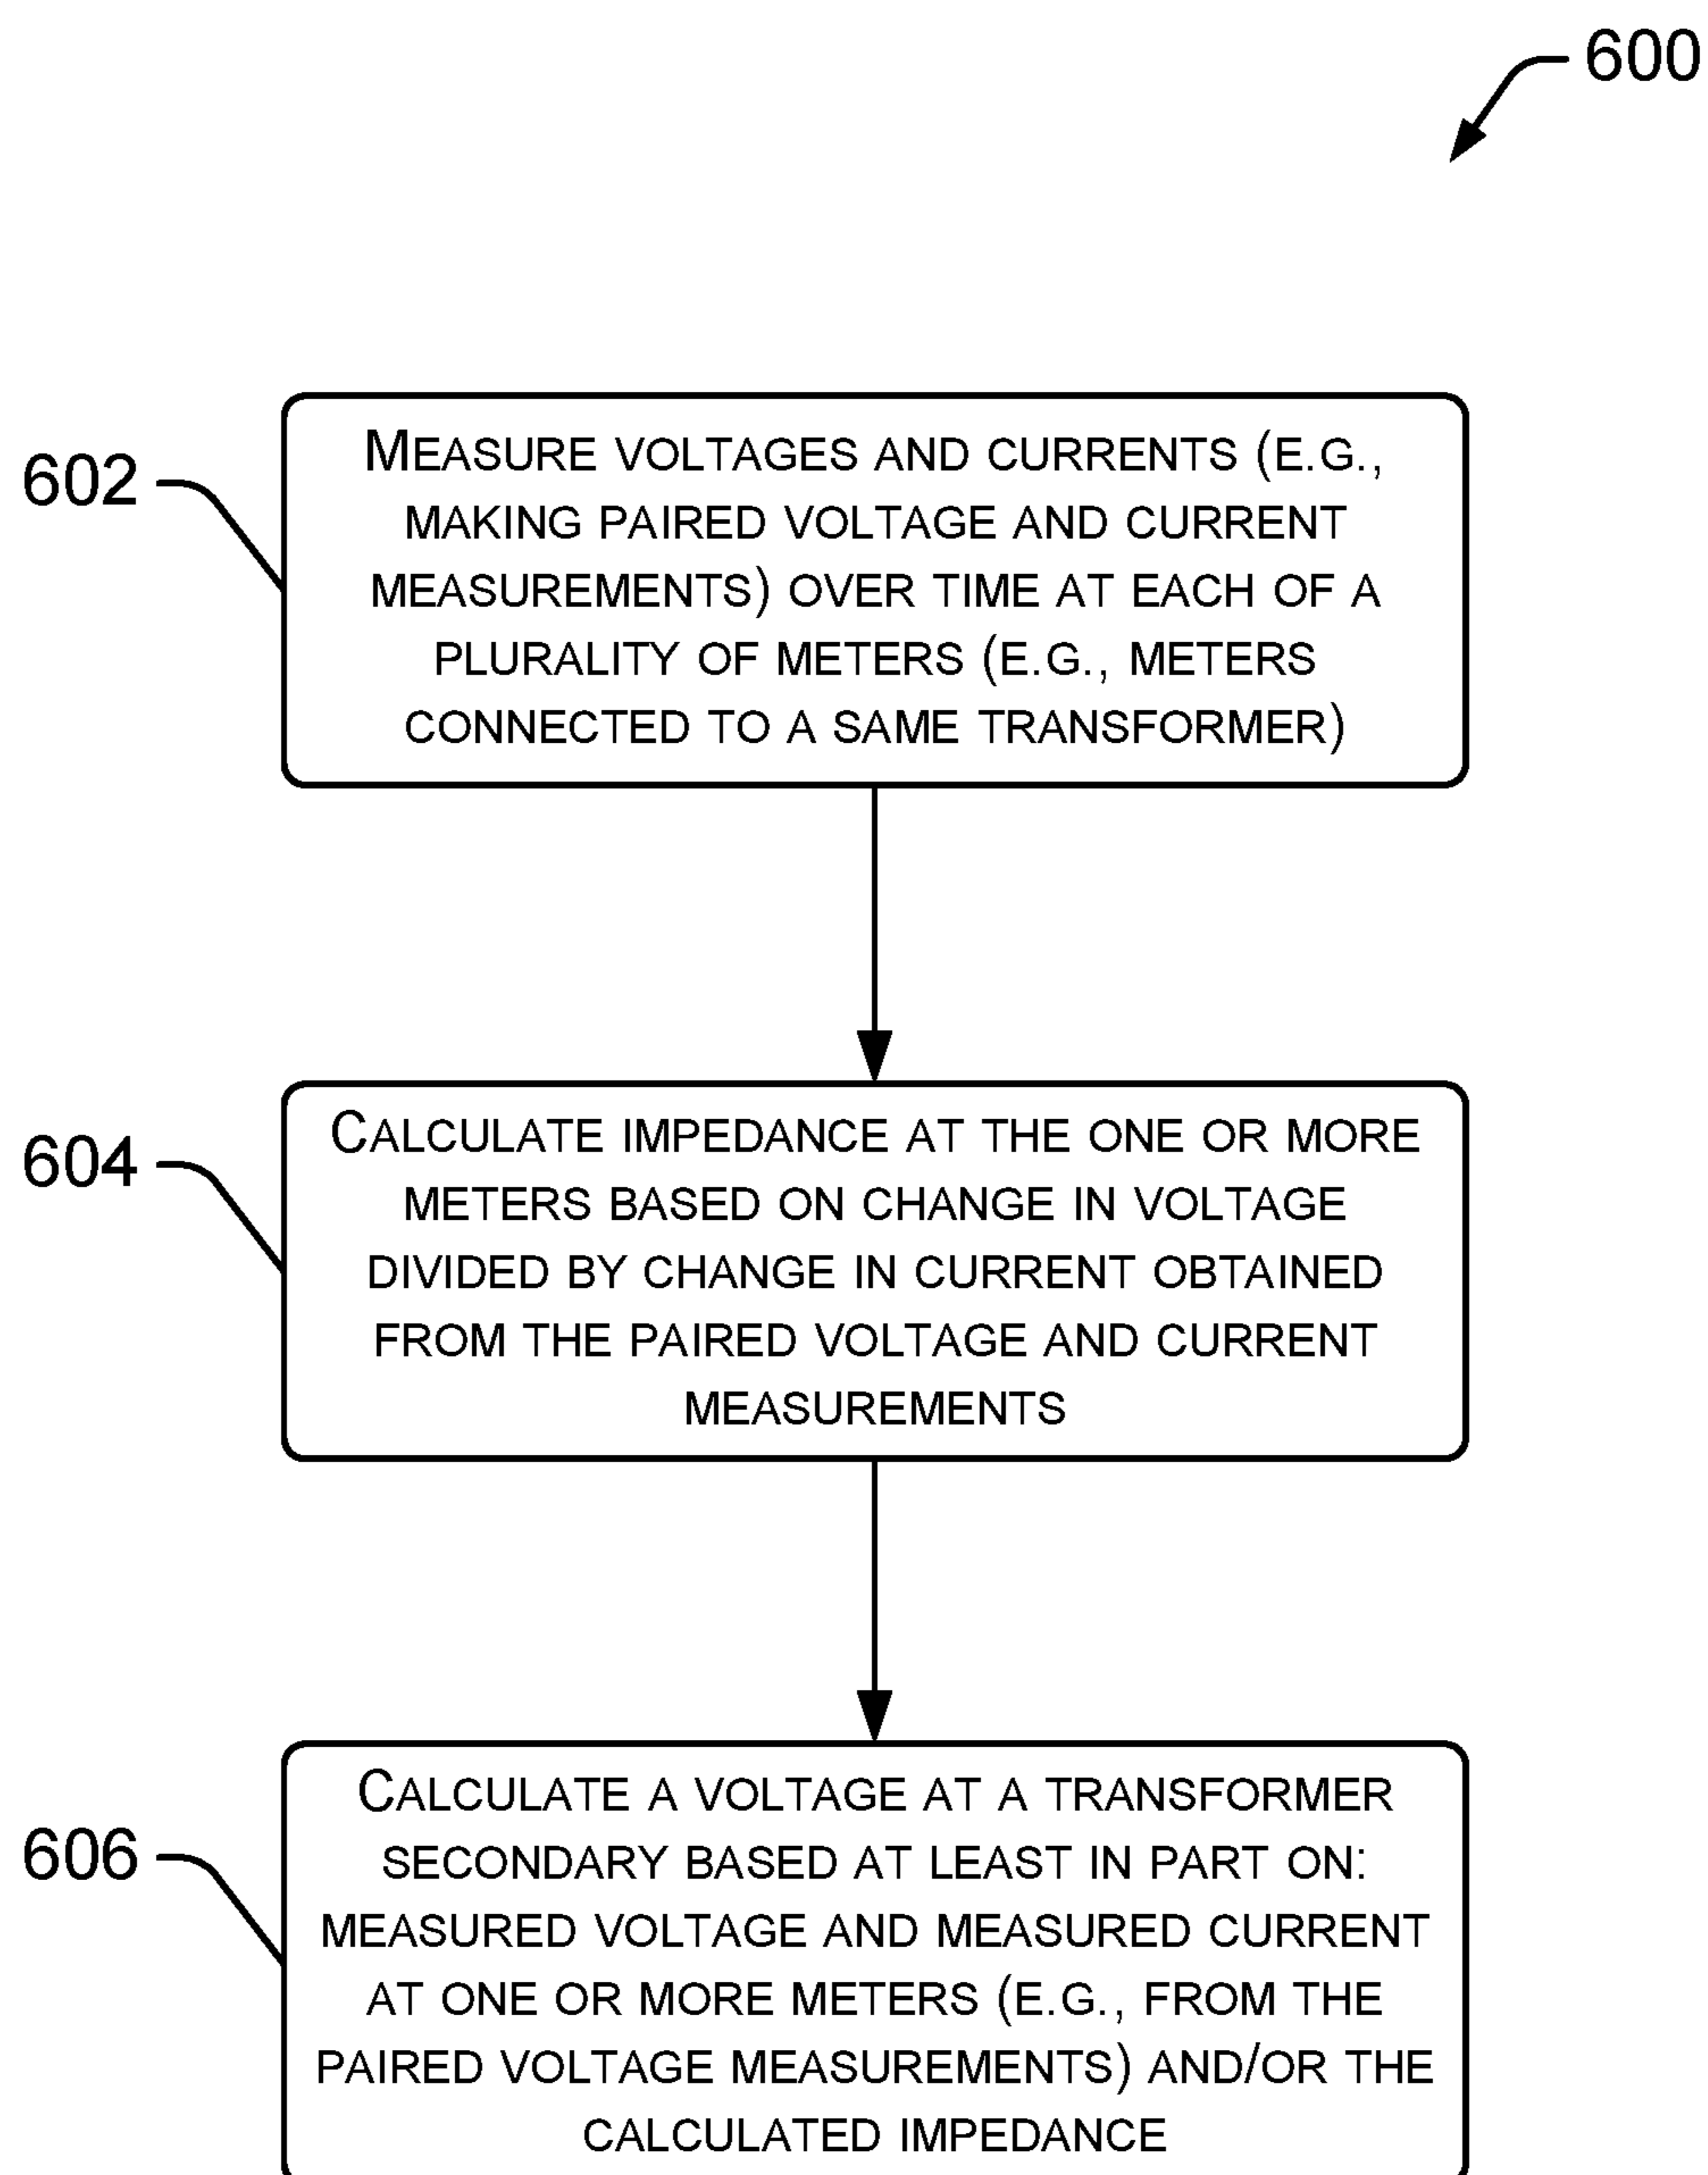 600
602
MEASURE VOLTAGES AND CURRENTS (E.G.,
MAKING PAIRED VOLTAGE AND CURRENT
MEASUREMENTS) OVER TIME AT EACH OF A
PLURALITY OF METERS (E.G., METERS
CONNECTED TO A SAME TRANSFORMER)
604
CALCULATE IMPEDANCE AT THE ONE OR MORE
METERS BASED ON CHANGE IN VOLTAGE
DIVIDED BY CHANGE IN CURRENT OBTAINED
FROM THE PAIRED VOLTAGE AND CURRENT
MEASUREMENTS
606
CALCULATE A VOLTAGE AT A TRANSFORMER
SECONDARY BASED AT LEAST IN PART ON:
MEASURED VOLTAGE AND MEASURED CURRENT
AT ONE OR MORE METERS (E.G., FROM THE
PAIRED VOLTAGE MEASUREMENTS) AND/OR THE
CALCULATED IMPEDANCE